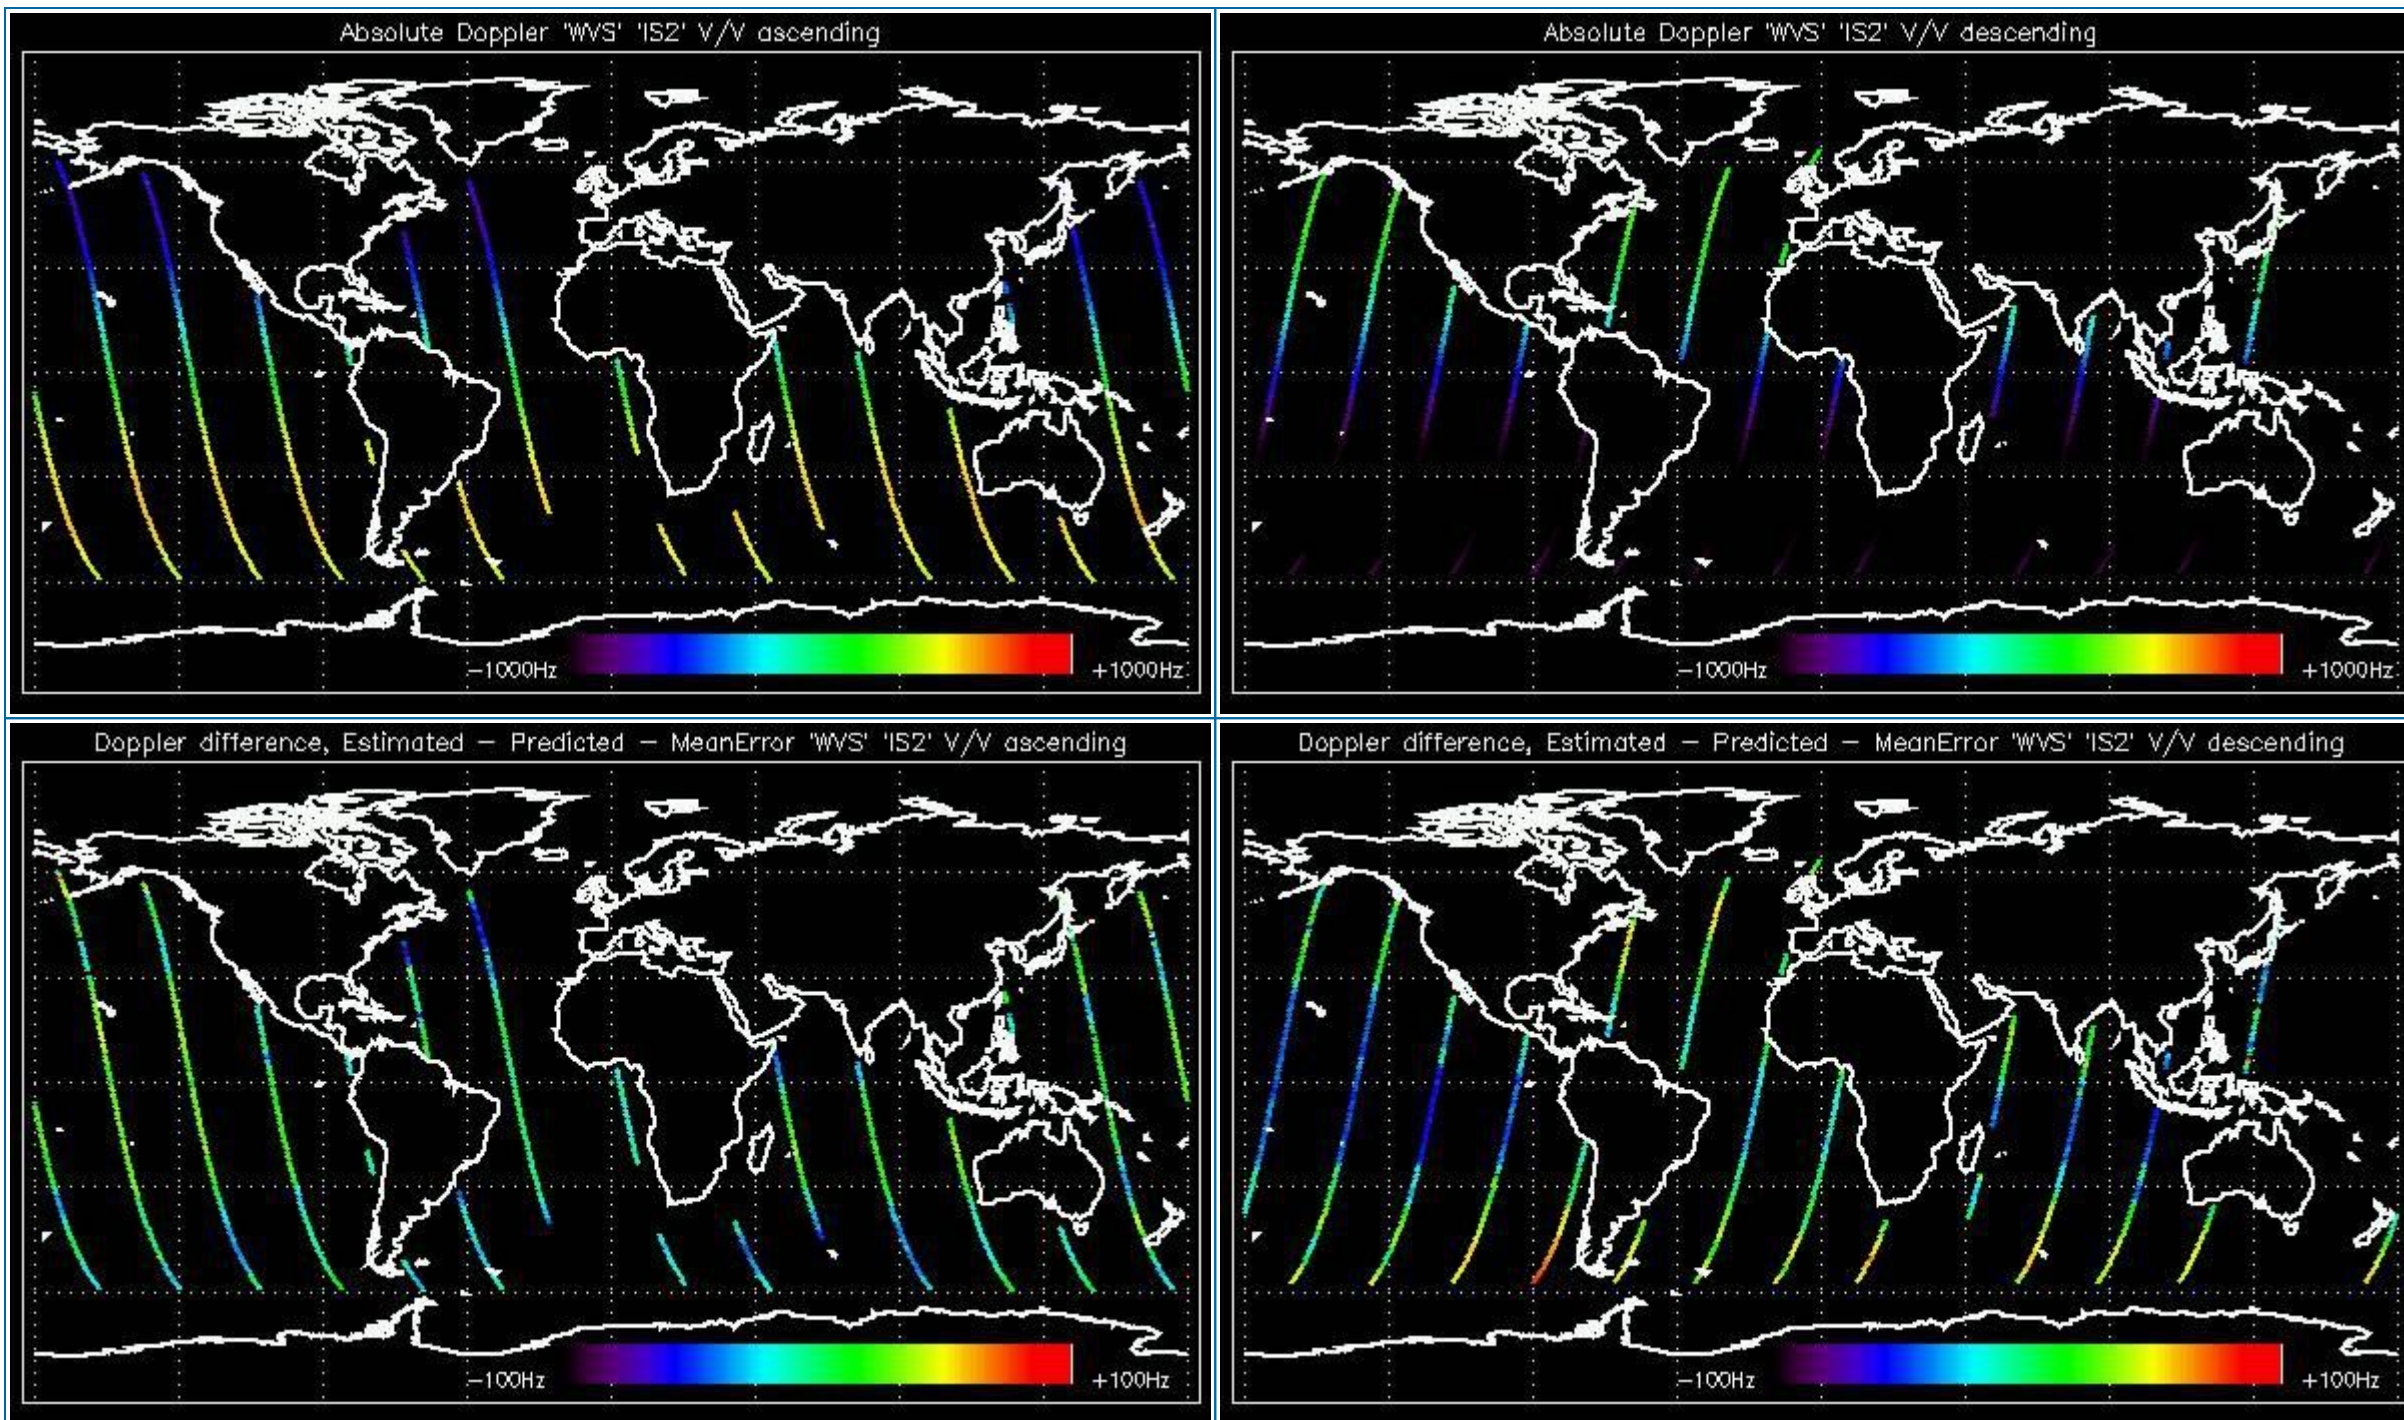 Absolute Doppler 'WVS' 'IS2' V/V ascending
-1000Hz
+1000Hz
Absolute Doppler 'WVS' 'IS2' V/V descending
-1000Hz
+1000Hz
Doppler difference, Estimated - Predicted - MeanError 'WVS' 'IS2' V/V ascending
-100Hz
+100Hz
Doppler difference, Estimated - Predicted - MeanError 'WVS' 'IS2' V/V descending
-100Hz
+100Hz